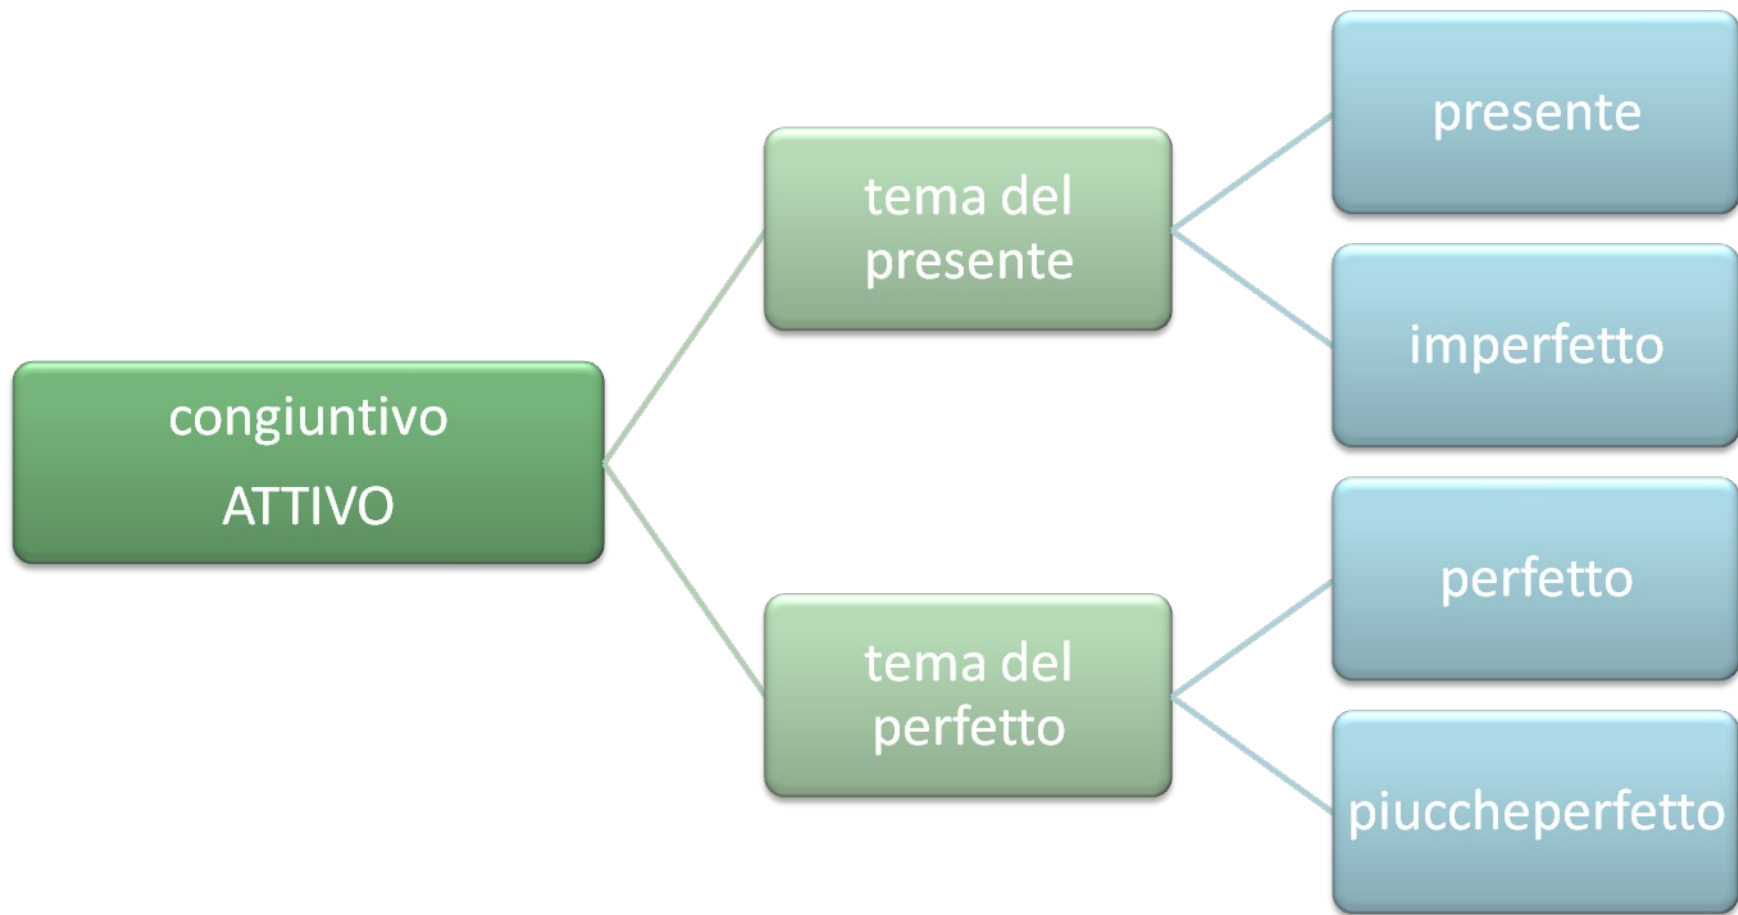 congiuntivo
ATTIVO
tema del
presente
presente
imperfetto
tema del
perfetto
perfetto
piuccheperfetto